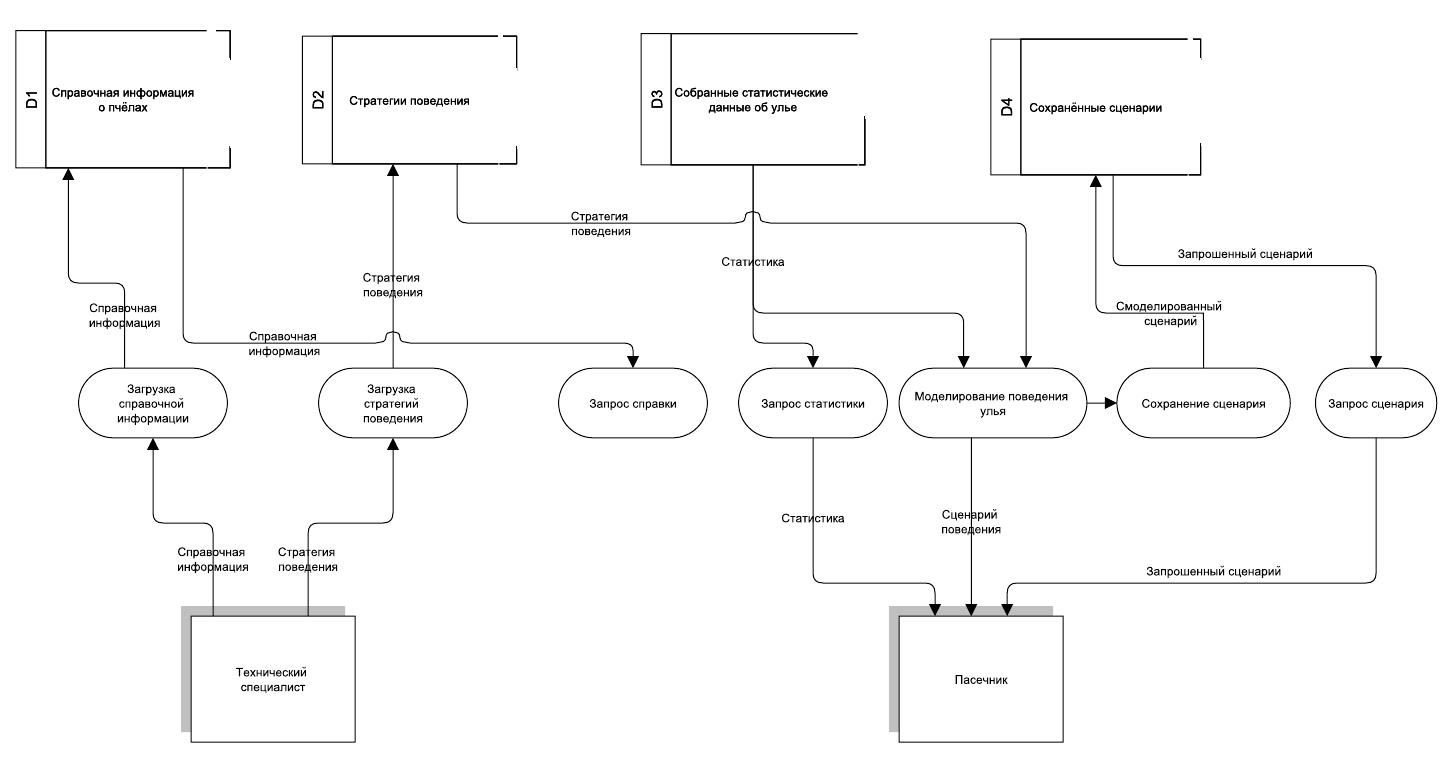 D1
Справочная информация
о пчёлах
D2
Стратегии поведения
D3
Собранные статистические
данные об улье
D4
Сохранённые сценарии
Стратегия
поведения
Запрошенный сценарий
Статистика
Стратегия
поведения
Справочная
информация
Смоделированный
сценарий
Справочная
информация
Загрузка
справочной
информации
Загрузка
стратегий
поведения
Запрос справки
Запрос статистики
Моделирование поведения
улья
Сохранение сценария
Запрос сценария
Статистика
Сценарий
поведения
Справочная
информация
Стратегия
поведения
Запрошенный сценарий
Технический
специалист
Пасечник